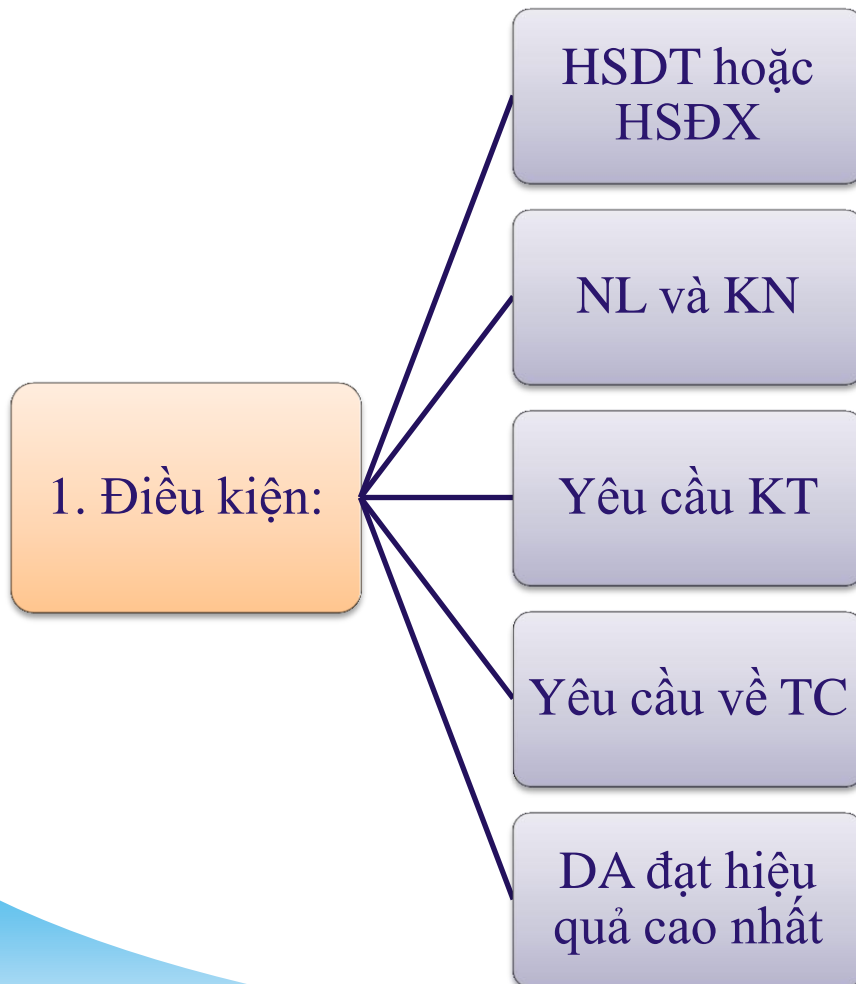 1. Điều kiện:
HSDT hoặc
HSĐX
NL và KN
Yêu cầu KT
Yêu cầu về TC
DA đạt hiệu
quả cao nhất